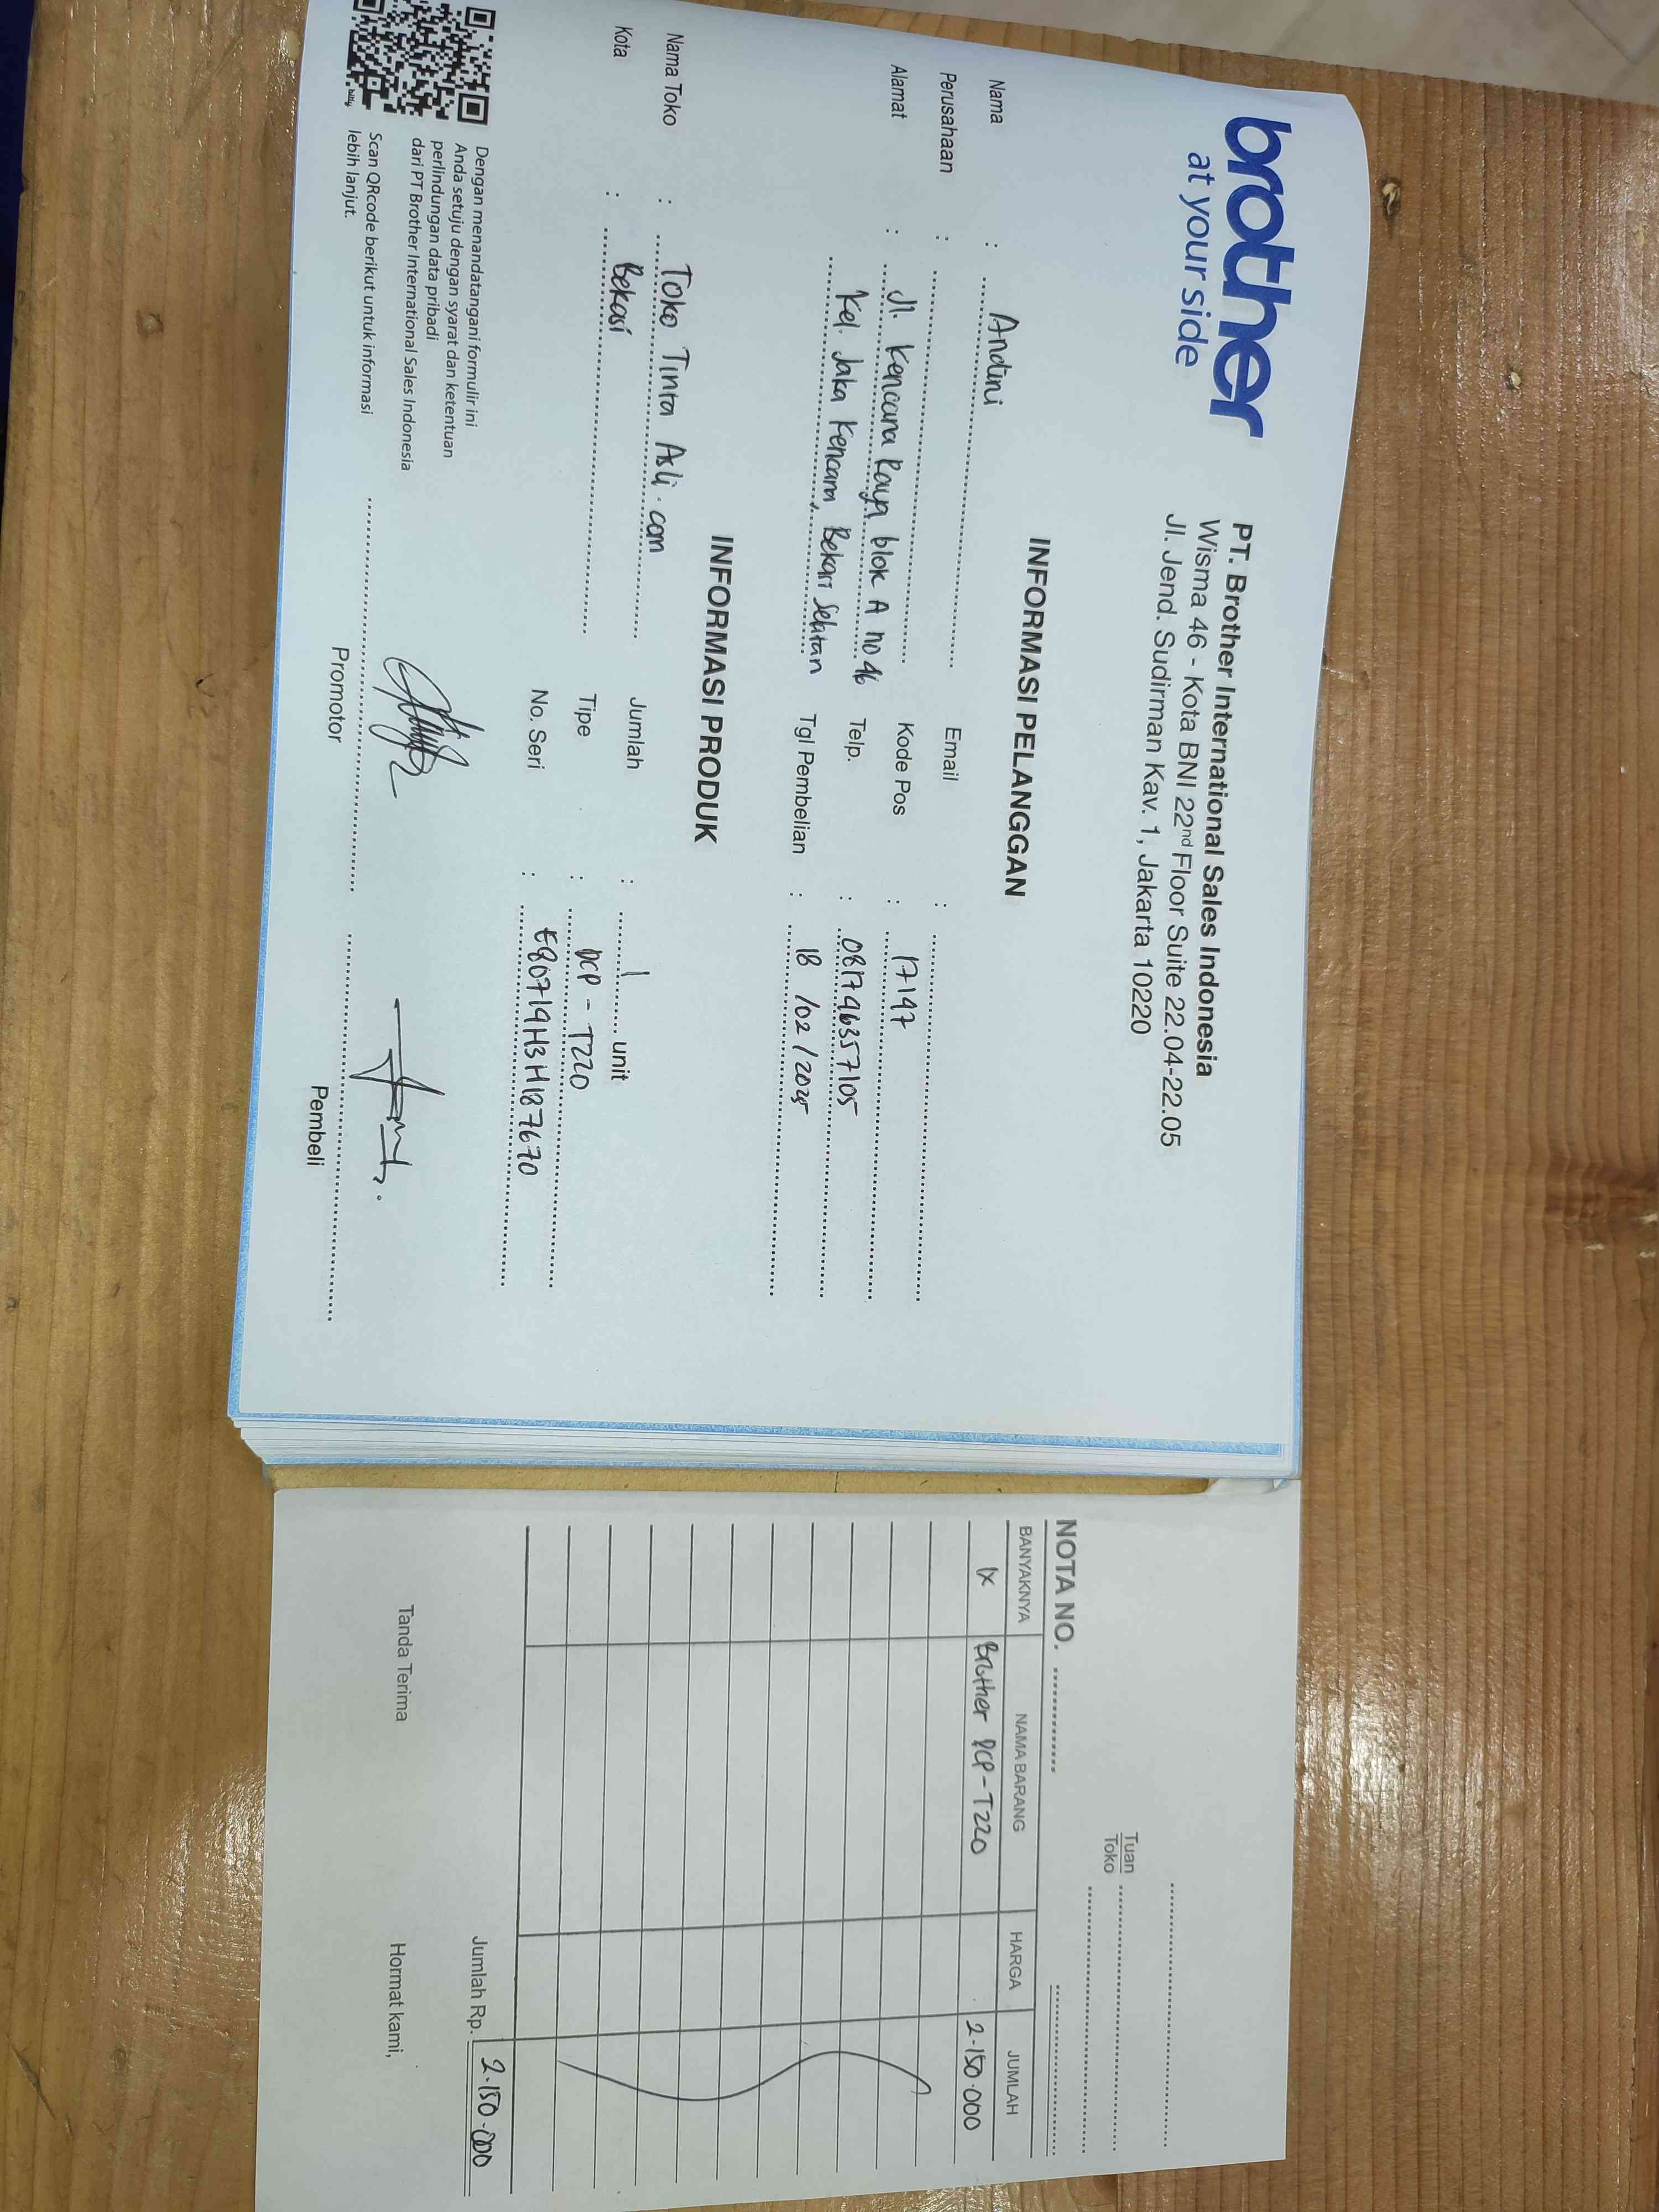 brother
at your side
PT. Brother International Sales Indonesia
Wisma 46 - Kota BNI 22nd Floor Suite 22.04-22.05
Jl. Jend. Sudirman Kav. 1, Jakarta 10220
INFORMASI PELANGGAN
Nama : Andini
Perusahaan :
Email :
Alamat : Jl. Kencana Raya blok A no 46
Kode Pos : 17147
Kel. Jaka Kencana, Bekasi Selatan
Telp. : 0817946357105
Tgl Pembelian : 18 /02 / 2025
INFORMASI PRODUK
Nama Toko : Toko Tinta Asli.com
Jumlah : 1 unit
Kota : Bekasi
Tipe : DCP - T220
No. Seri : E80719H3H187670
Dengan menandatangani formulir ini
Anda setuju dengan syarat dan ketentuan
perlindungan data pribadi
dari PT Brother International Sales Indonesia
Scan QRcode berikut untuk informasi
lebih lanjut.
Promotor
Pembeli
Tuan
Toko
NOTA NO.
BANYAKNYA NAMA BARANG HARGA JUMLAH
1x Brother DCP-T220 2.150.000
Jumlah Rp. 2.150.000
Tanda Terima
Hormat kami,